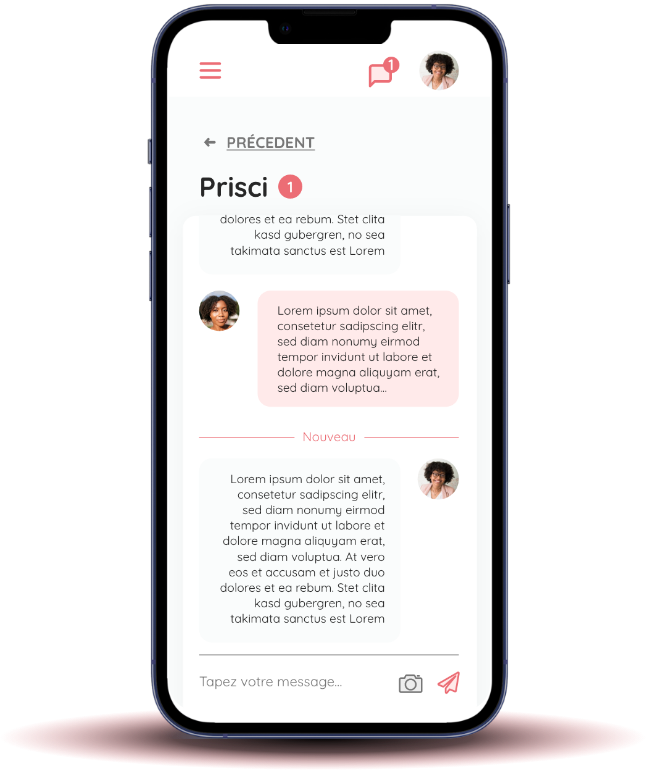 1
PRÉCEDENT
Prisci 1
dolores et ea rebum. Stet clita
kasd gubergren, no sea
takimata sanctus est Lorem
Lorem ipsum dolor sit amet,
consetetur sadipscing elitr,
sed diam nonumy eirmod
tempor invidunt ut labore et
dolore magna aliquyam erat,
sed diam voluptua...
Nouveau
Lorem ipsum dolor sit amet,
consetetur sadipscing elitr,
sed diam nonumy eirmod
tempor invidunt ut labore et
dolore magna aliquyam erat,
sed diam voluptua. At vero
eos et accusam et justo duo
dolores et ea rebum. Stet clita
kasd gubergren, no sea
takimata sanctus est Lorem
Tapez votre message...